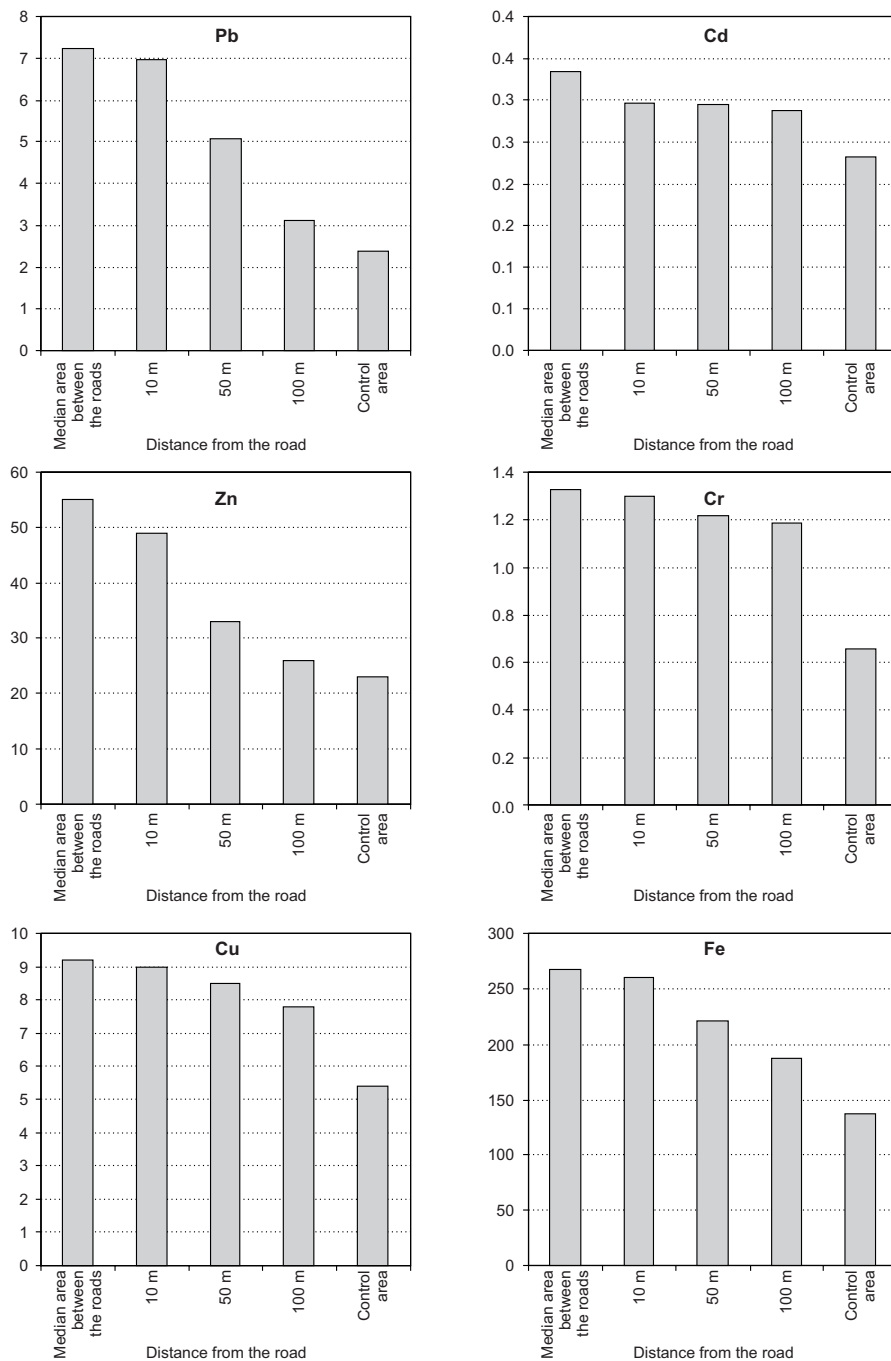 Pb
8
7
6
5
4
3
2
1
0
Median area
between
the roads
10 m
50 m
100 m
Control
area
Distance from the road
Cd
0.4
0.4
0.3
0.3
0.2
0.2
0.1
0.1
0.0
Median area
between
the roads
10 m
50 m
100 m
Control
area
Distance from the road
Zn
60
50
40
30
20
10
0
Median area
between
the roads
10 m
50 m
100 m
Control
area
Distance from the road
Cr
1.4
1.2
1.0
0.8
0.6
0.4
0.2
0.0
Median area
between
the roads
10 m
50 m
100 m
Control
area
Distance from the road
Cu
10
9
8
7
6
5
4
3
2
1
0
Median area
between
the roads
10 m
50 m
100 m
Control
area
Distance from the road
Fe
300
250
200
150
100
50
0
Median area
between
the roads
10 m
50 m
100 m
Control
area
Distance from the road